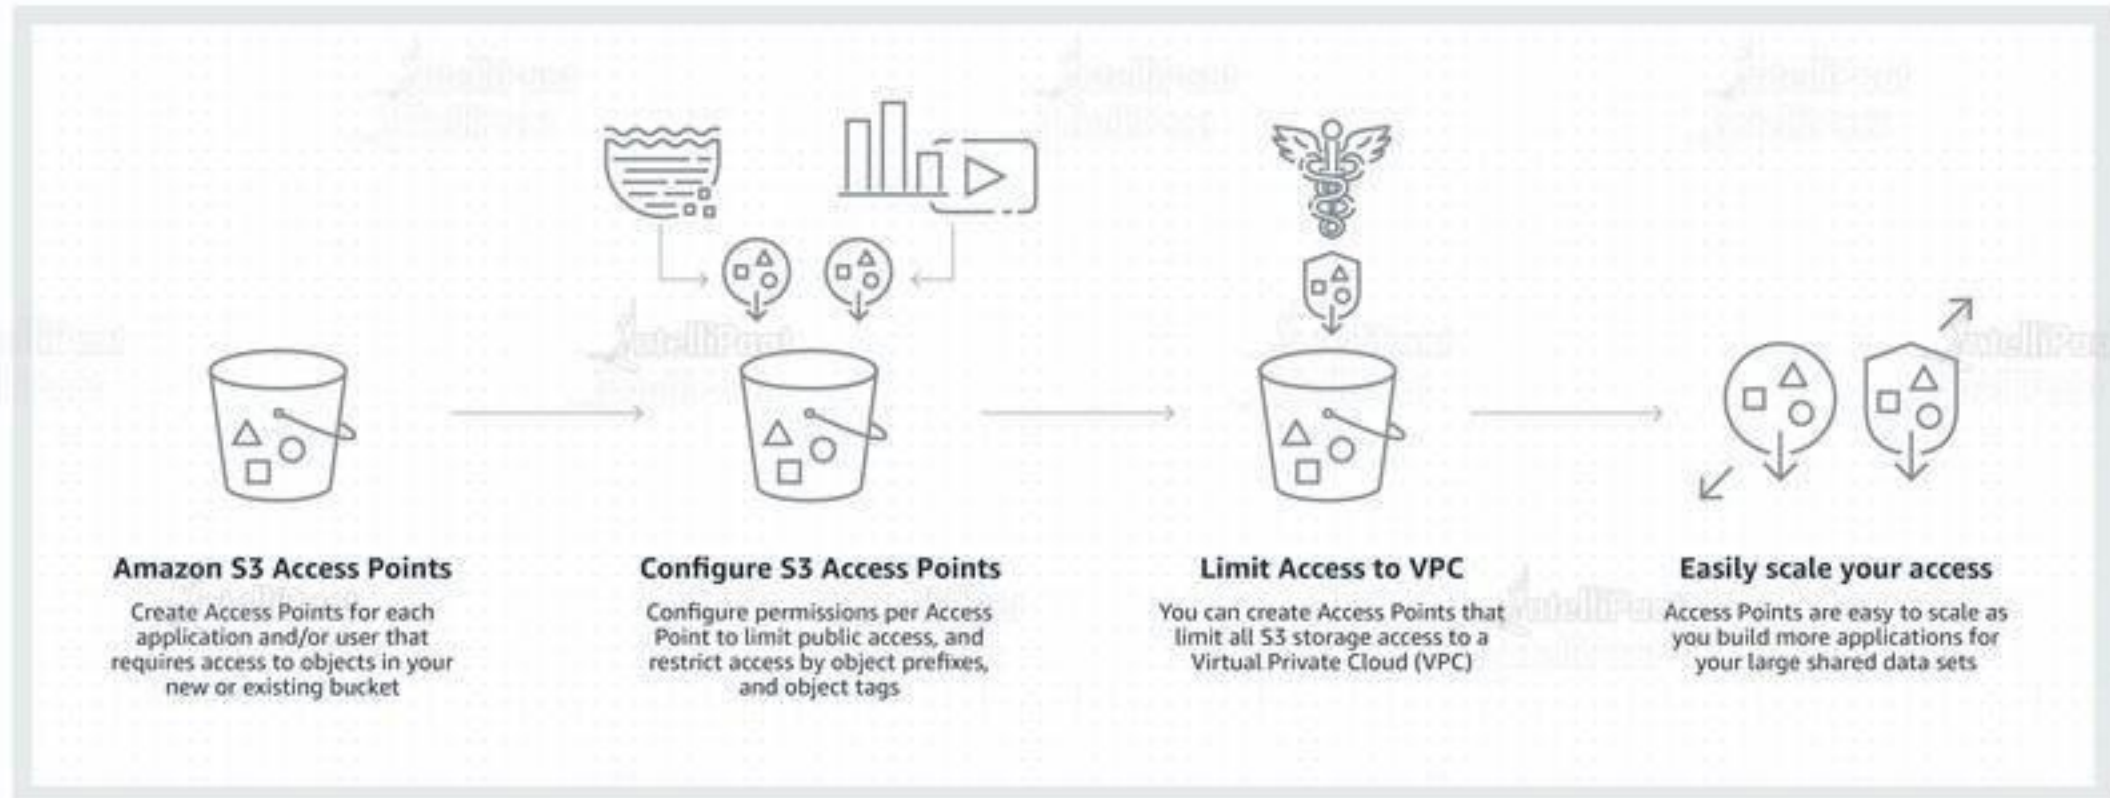 Amazon S3 Access Points
Create Access Points for each
application and/or user that
requires access to objects in your
new or existing bucket
Configure S3 Access Points
Configure permissions per Access
Point to limit public access, and
restrict access by object prefixes,
and object tags
Limit Access to VPC
You can create Access Points that
limit all S3 storage access to a
Virtual Private Cloud (VPC)
Easily scale your access
Access Points are easy to scale as
you build more applications for
your large shared data sets